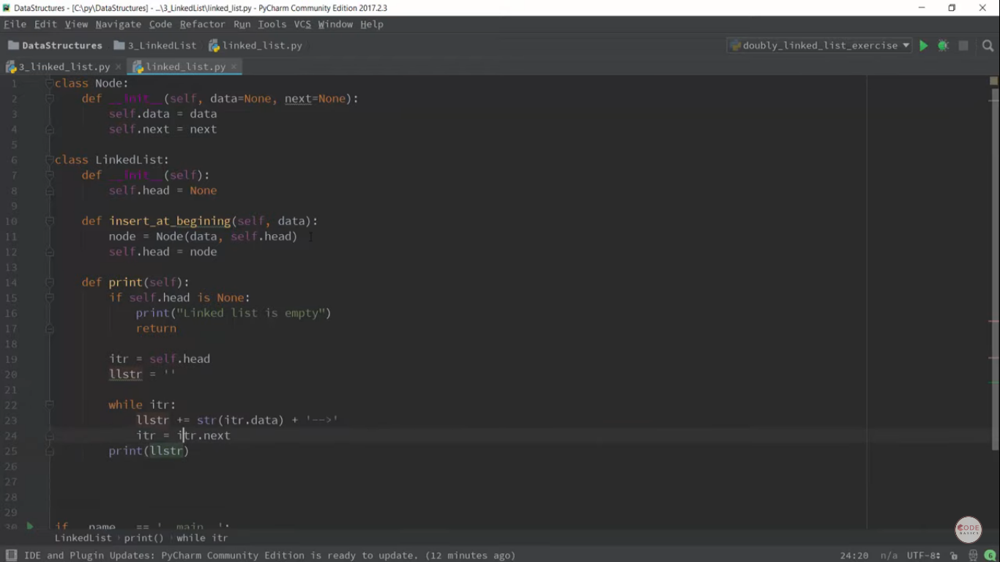 DataStructures - [C:\py\DataStructures] - ...\3_LinkedList\linked_list.py - PyCharm Community Edition 2017.2.3
File Edit View Navigate Code Refactor Run Tools VCS Window Help
DataStructures 3_LinkedList linked_list.py doubly_linked_list_exercise
3_linked_list.py linked_list.py
1 class Node:
2     def __init__(self, data=None, next=None):
3         self.data = data
4         self.next = next
5
6 class LinkedList:
7     def __init__(self):
8         self.head = None
9
10     def insert_at_begining(self, data):
11         node = Node(data, self.head)
12         self.head = node
13
14     def print(self):
15         if self.head is None:
16             print("Linked list is empty")
17             return
18
19         itr = self.head
20         llstr = ''
21
22         while itr:
23             llstr += str(itr.data) + '-->'
24             itr = itr.next
25         print(llstr)
26
27
28
29
30 if __name__ == '__main__':
LinkedList › print() › while itr
IDE and Plugin Updates: PyCharm Community Edition is ready to update. (12 minutes ago) 24:20 n/a UTF-8 6
CODE BASICS